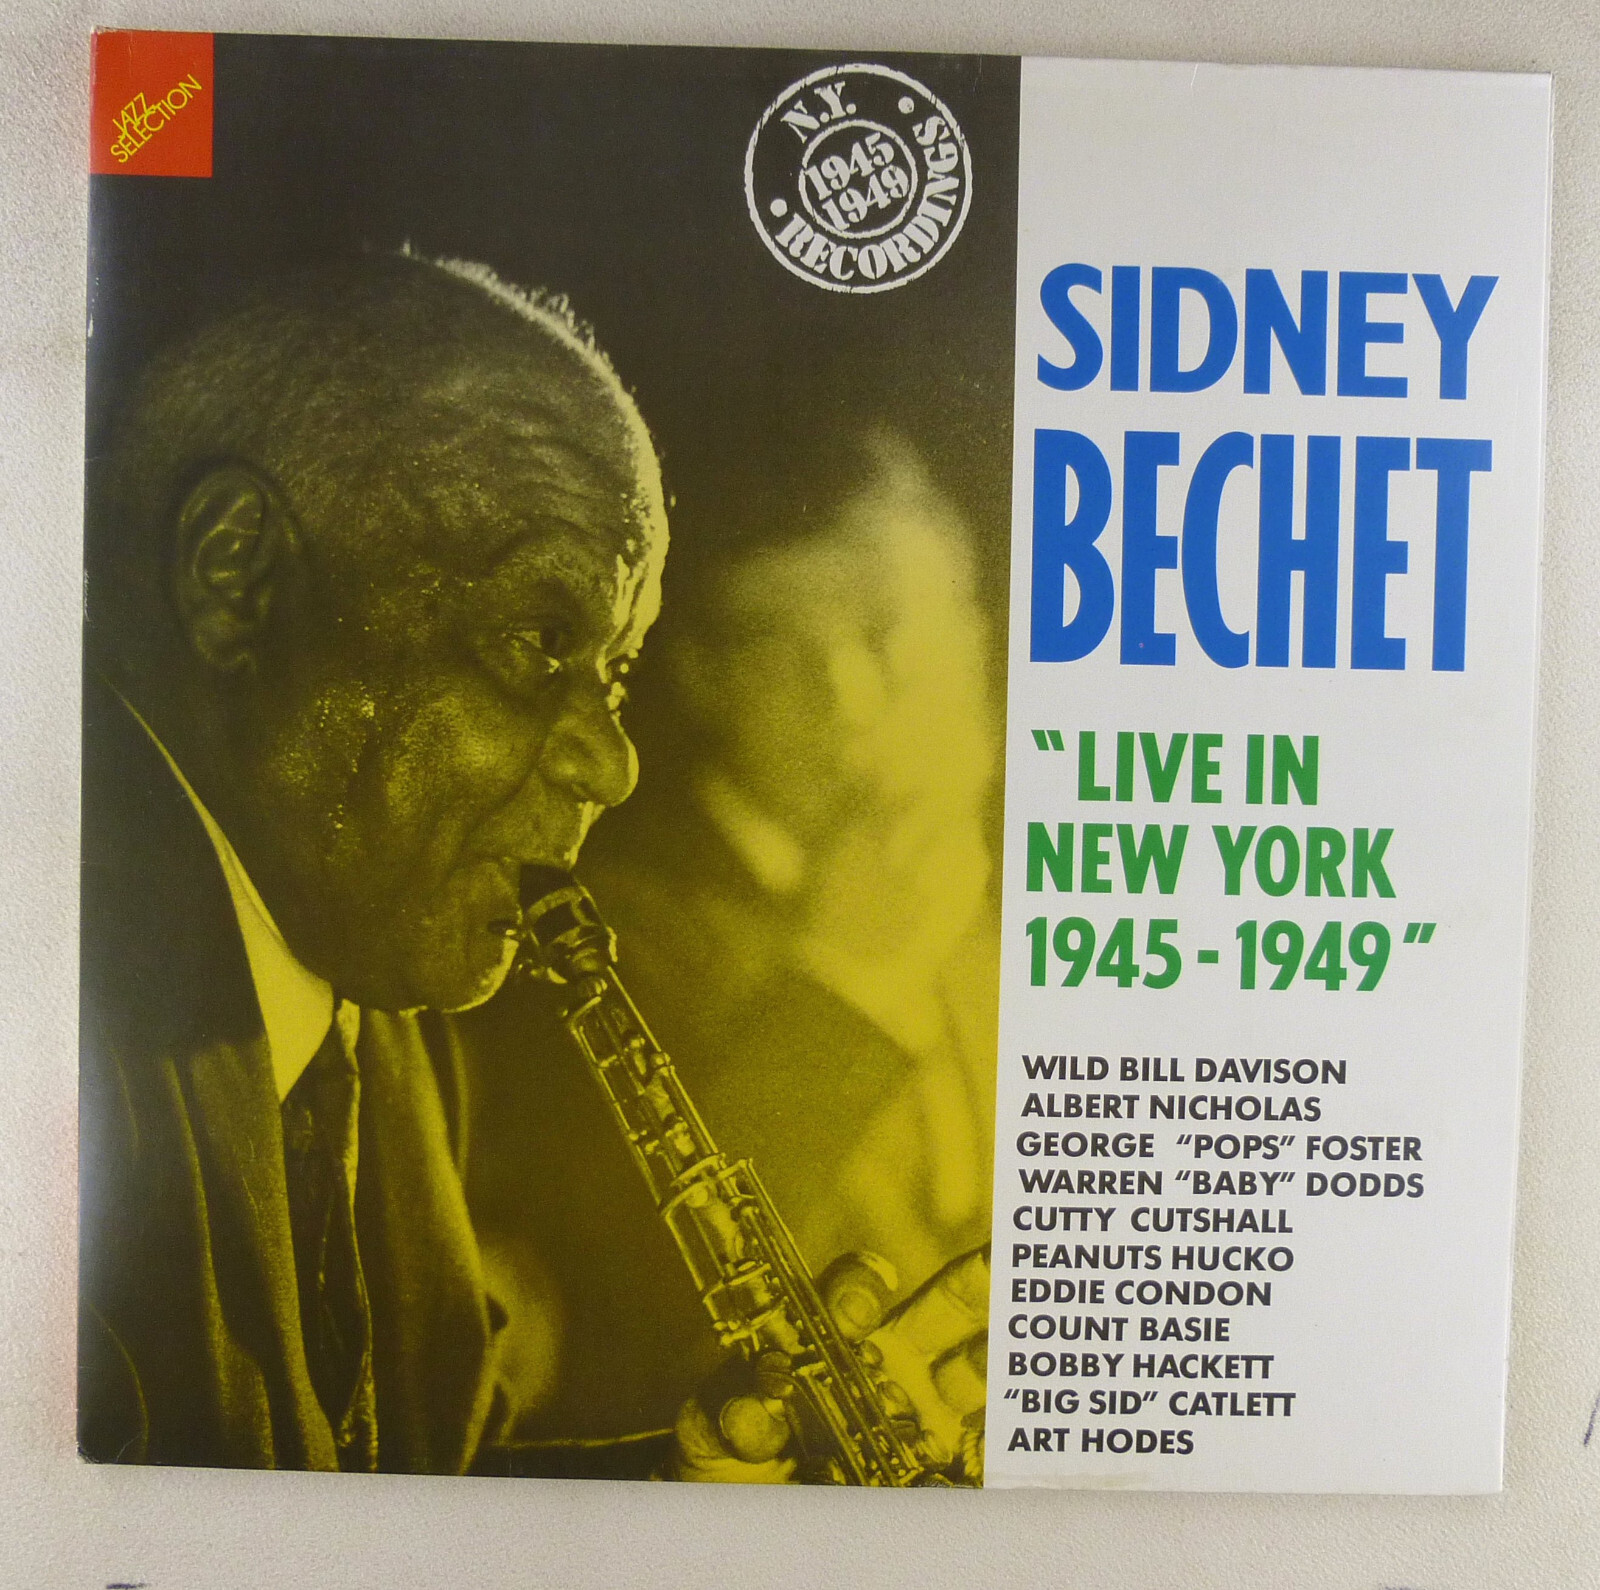 JAZZ
SÉLECTION
N.Y.
1945
1949
RECORDINGS
SIDNEY
BECHET
"LIVE IN
NEW YORK
1945-1949"
WILD BILL DAVISON
ALBERT NICHOLAS
GEORGE "POPS" FOSTER
WARREN "BABY" DODDS
CUTTY CUTSHALL
PEANUTS HUCKO
EDDIE CONDON
COUNT BASIE
BOBBY HACKETT
"BIG SID" CATLETT
ART HODES